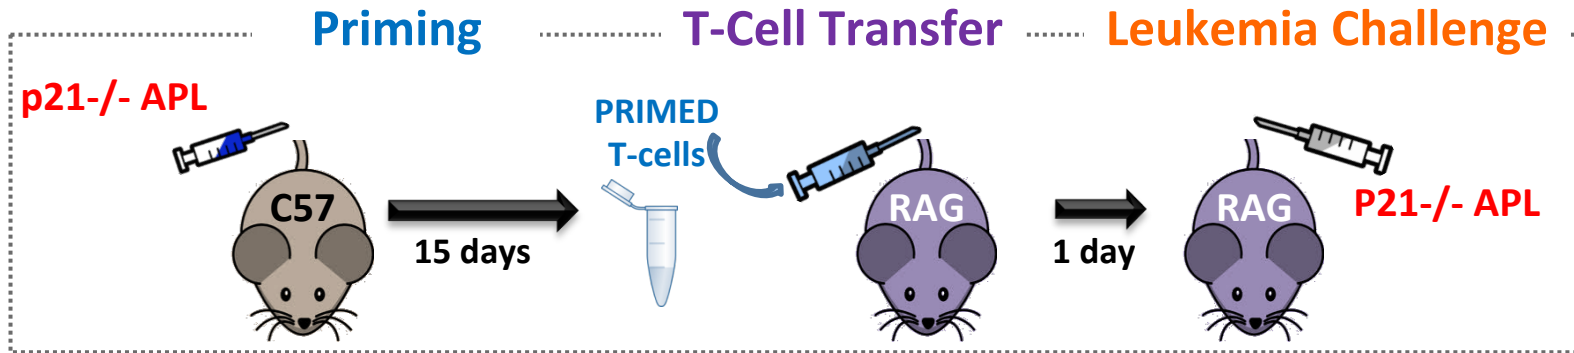 Priming
T-Cell Transfer
Leukemia Challenge
p21-/- APL
C57
15 days
PRIMED
T-cells
RAG
1 day
RAG
P21-/- APL